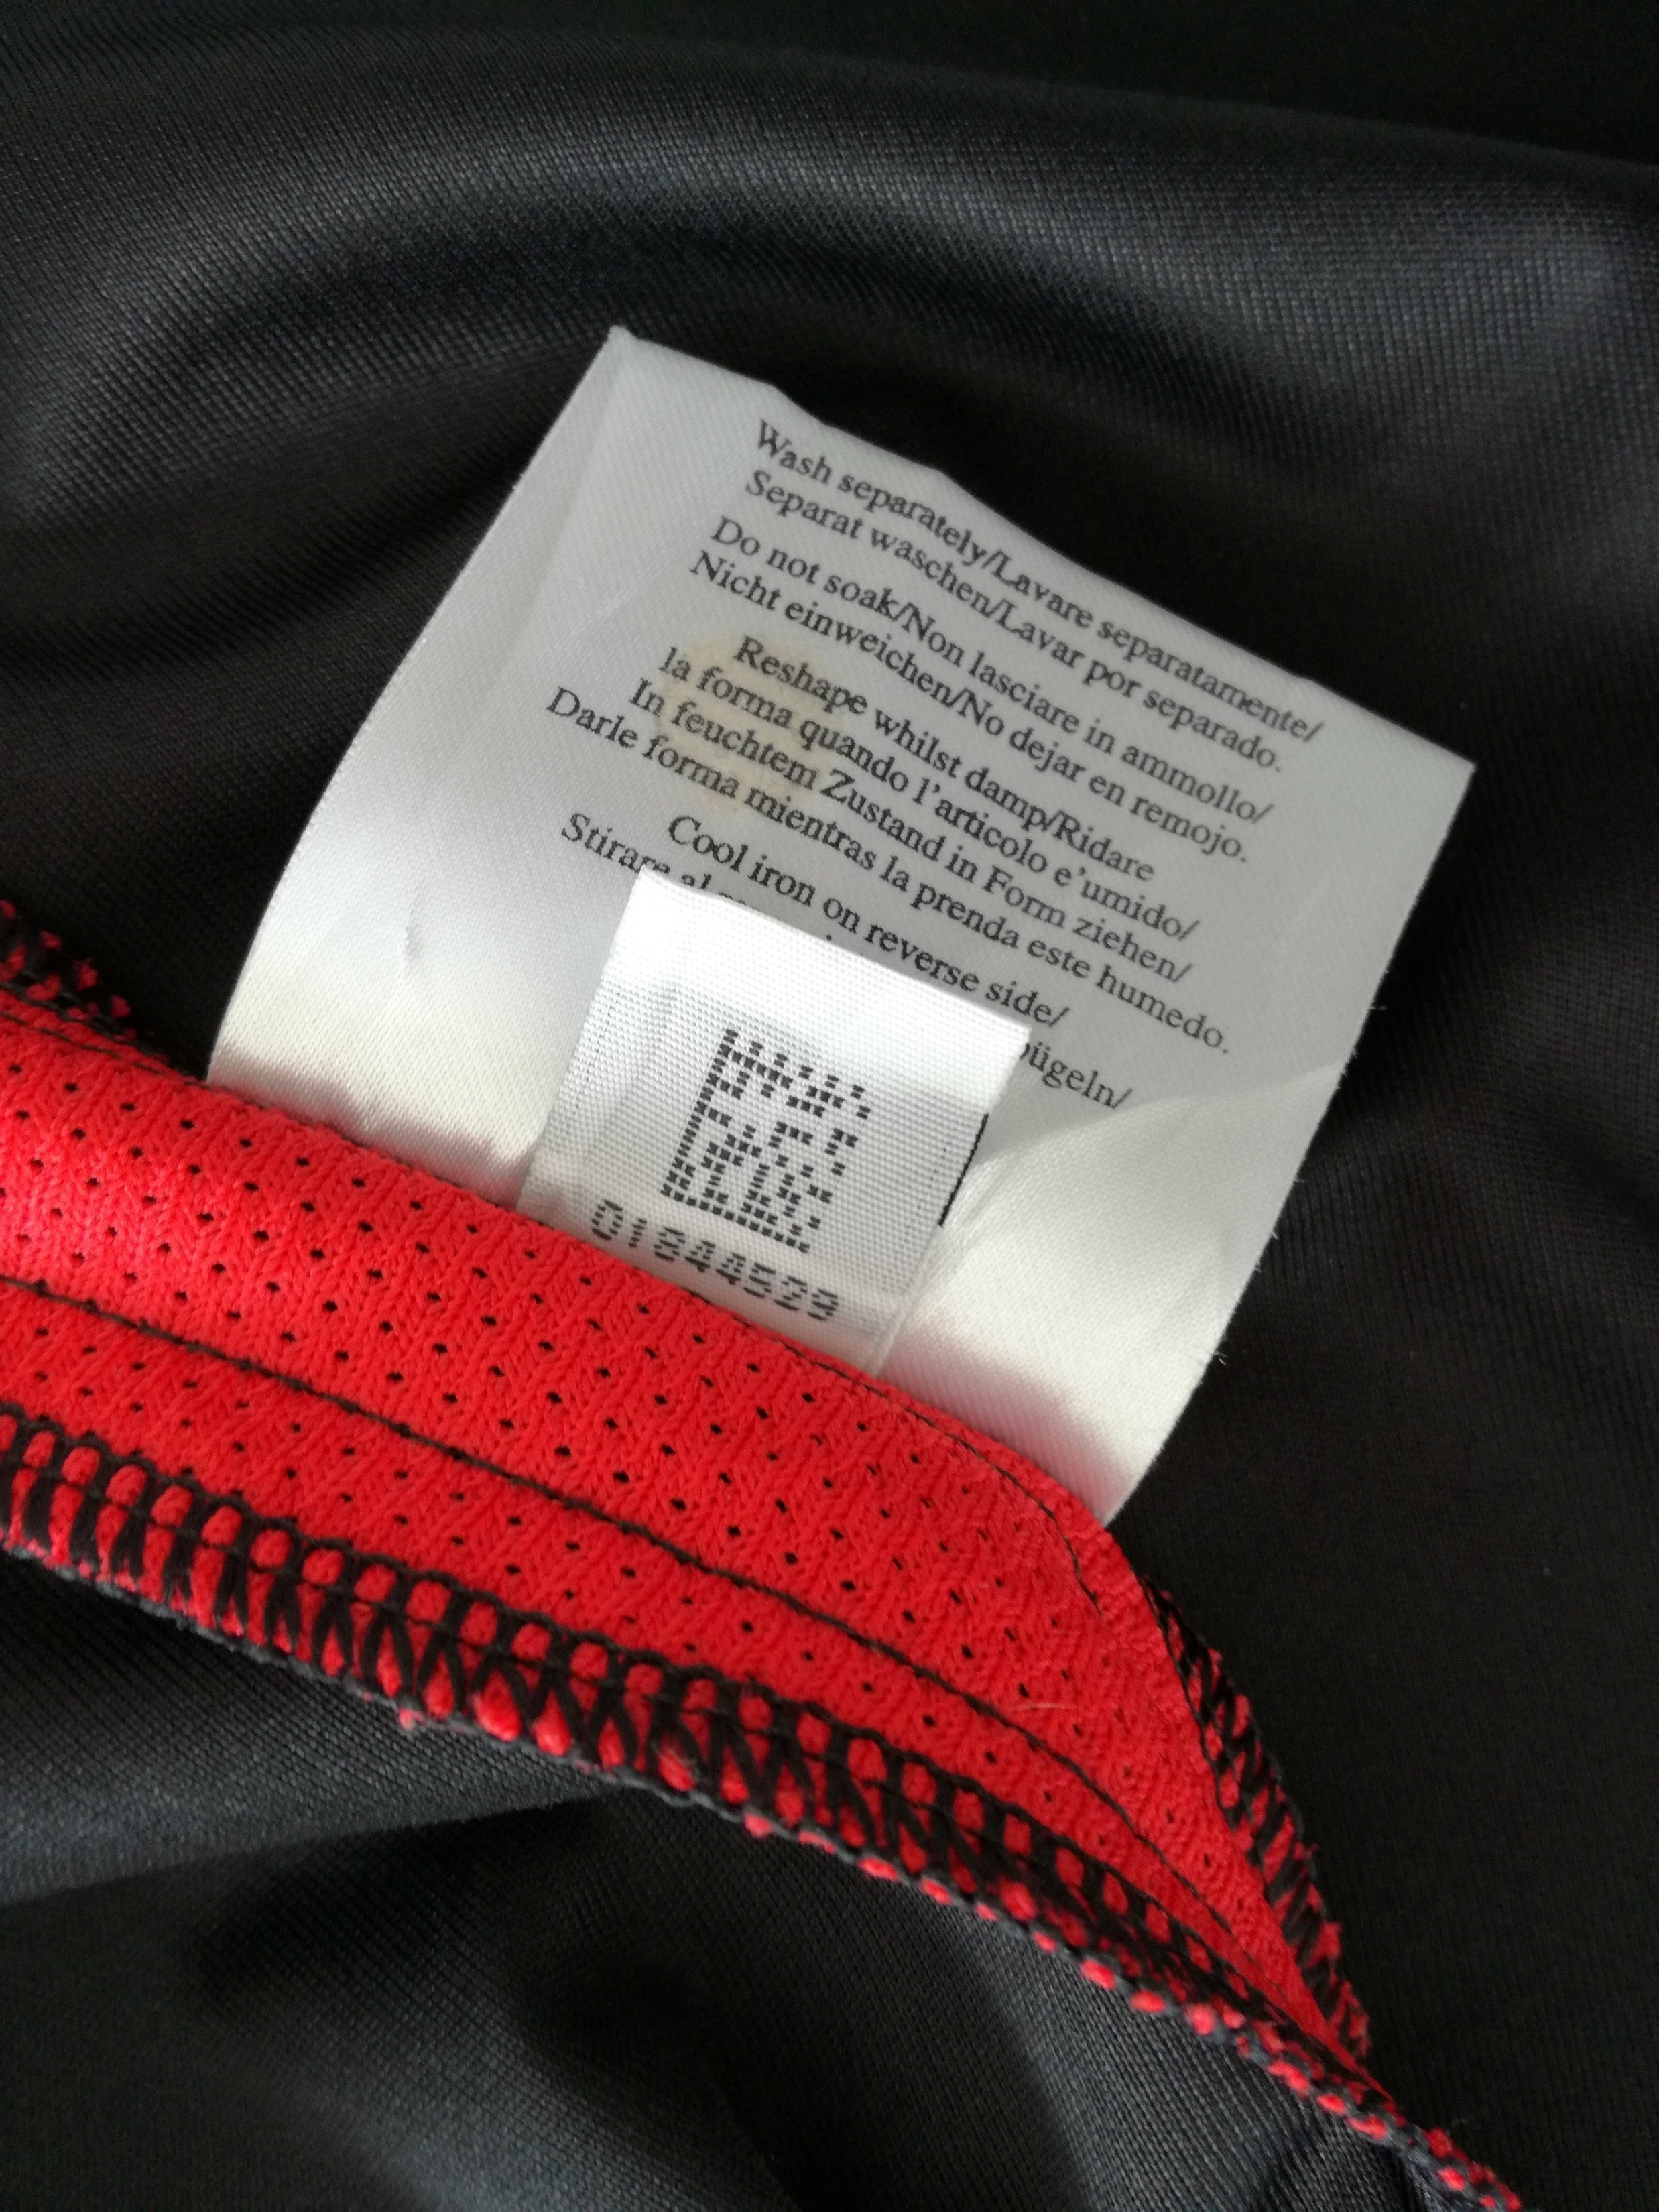 Wash separately/Lavare separatamente/
Separat waschen/Lavar por separado.
Do not soak/Non lasciare in ammollo/
Nicht einweichen/No dejar en remojo.
Reshape whilst damp/Ridare
la forma quando l'articolo e'umido/
In feuchtem Zustand in Form ziehen/
Darle forma mientras la prenda este humedo.
Cool iron on reverse side/
Stirare al
01844529